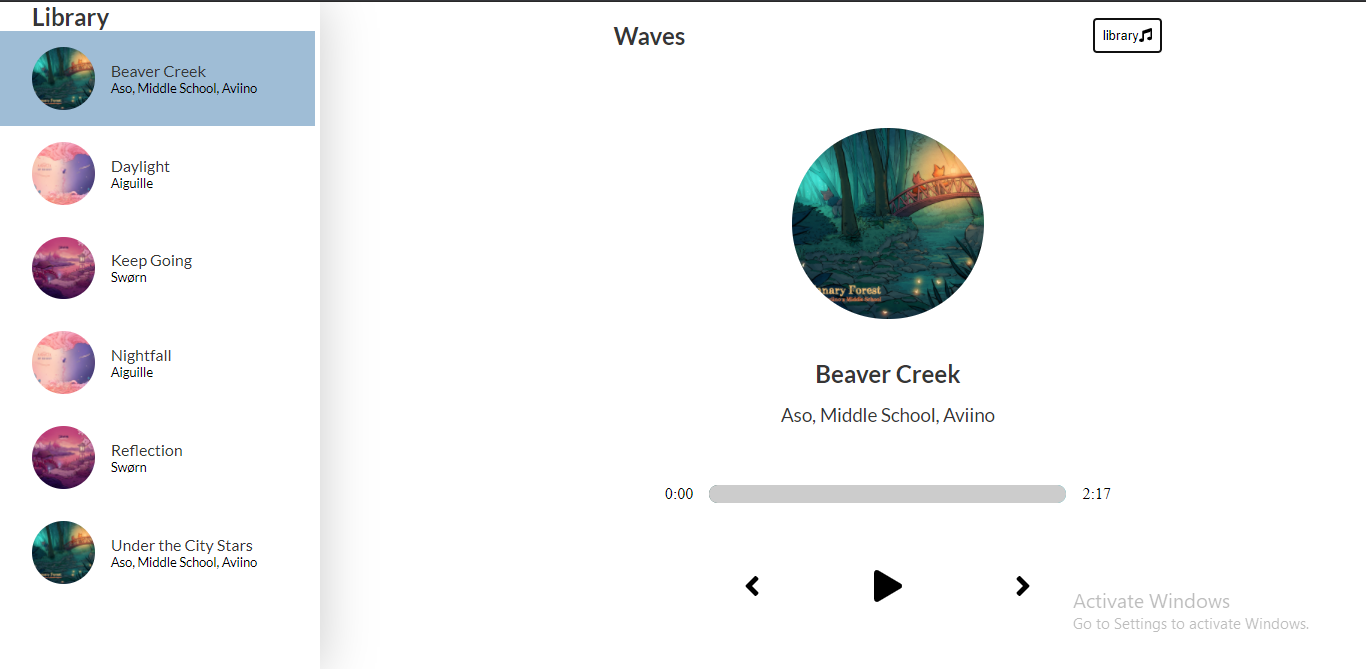 Library
Beaver Creek
Aso, Middle School, Aviino
Daylight
Aiguille
Keep Going
Swørn
Nightfall
Aiguille
Reflection
Swørn
Under the City Stars
Aso, Middle School, Aviino
Waves
library
nary Forest
Middle School
Beaver Creek
Aso, Middle School, Aviino
0:00
2:17
Activate Windows
Go to Settings to activate Windows.